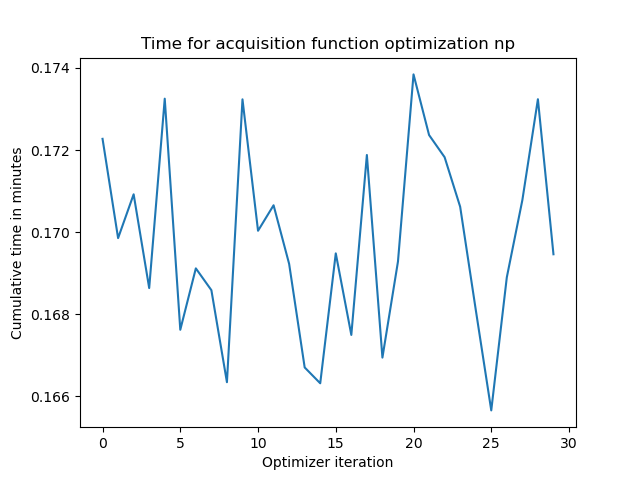 Time for acquisition function optimization np
Cumulative time in minutes
0.174
0.172
0.170
0.168
0.166
0 5 10 15 20 25 30
Optimizer iteration